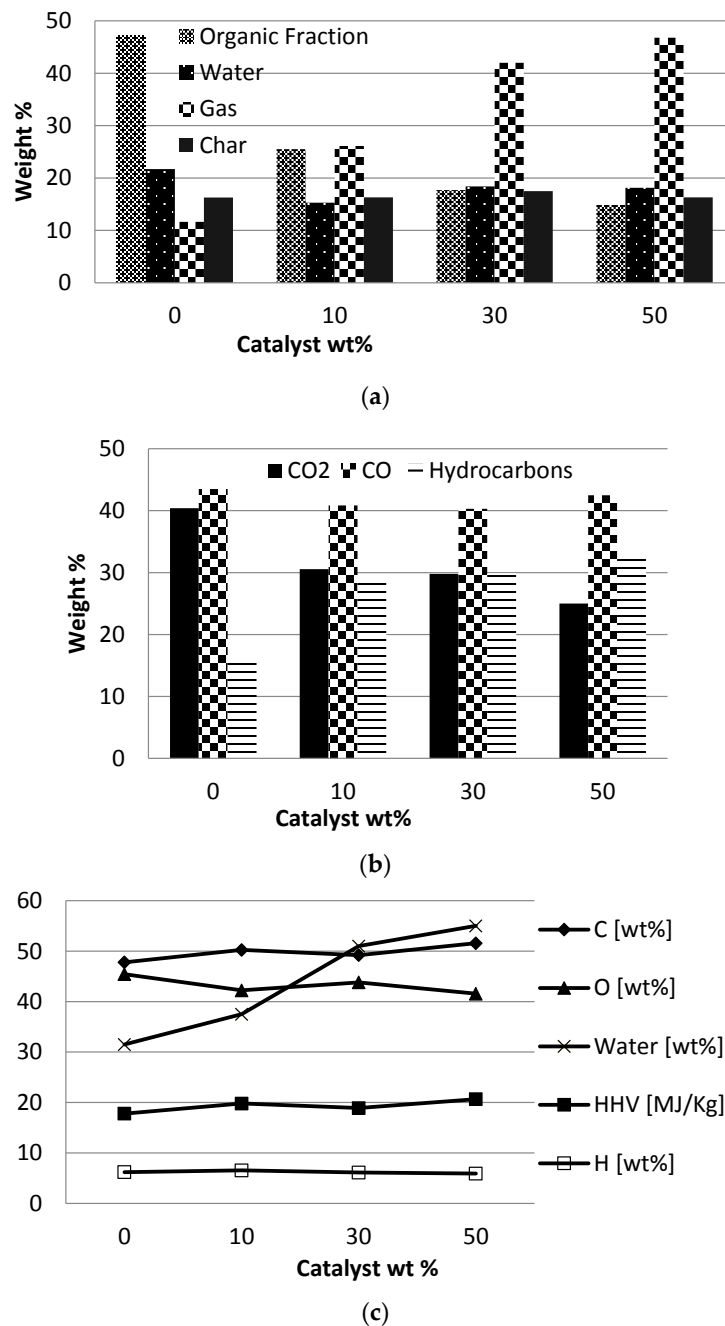 50
40
30
20
10
0
Weight %
Organic Fraction
Water
Gas
Char
0 10 30 50
Catalyst wt%
(a)
50
40
30
20
10
0
Weight %
CO2 CO Hydrocarbons
0 10 30 50
Catalyst wt%
(b)
60
50
40
30
20
10
0
C [wt%]
O [wt%]
Water [wt%]
HHV [MJ/Kg]
H [wt%]
0 10 30 50
Catalyst wt %
(c)